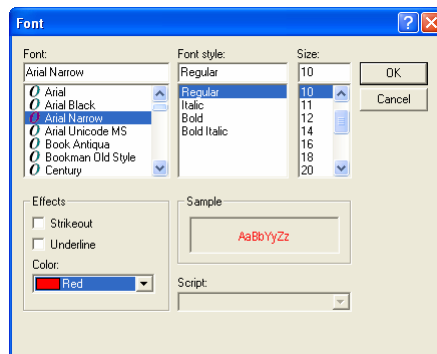 Font
Font: Font style: Size:
Arial Narrow Regular 10 OK
Arial Regular 10 Cancel
Arial Black Italic 11
Arial Narrow Bold 12
Arial Unicode MS Bold Italic 14
Book Antiqua 16
Bookman Old Style 18
Century 20
Effects Sample
Strikeout
Underline AaBbYyZz
Color:
Red Script: